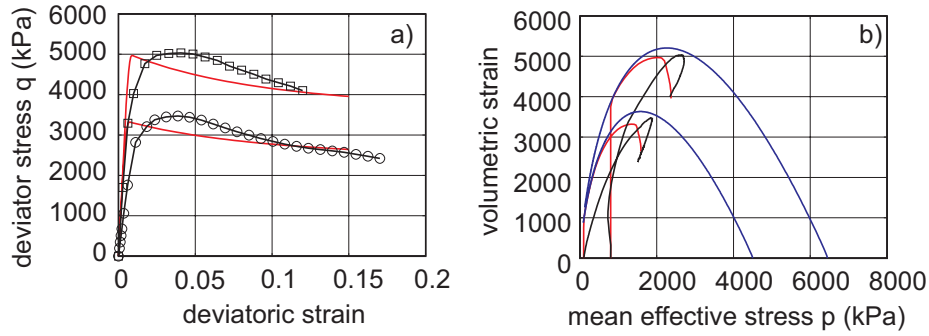 a)
deviator stress q (kPa)
6000
5000
4000
3000
2000
1000
0
0 0.05 0.1 0.15 0.2
deviatoric strain
b)
volumetric strain
6000
5000
4000
3000
2000
1000
0
0 2000 4000 6000 8000
mean effective stress p (kPa)